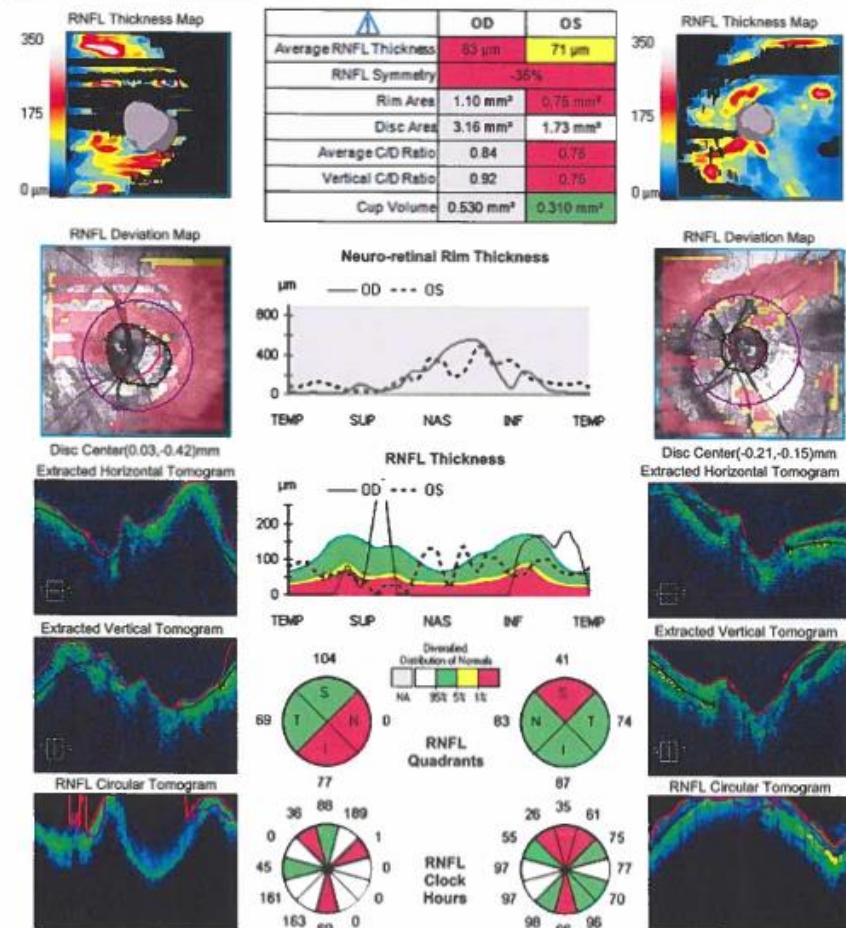 RNFL Thickness Map
350
175
0 µm
OD OS
Average RNFL Thickness 63 µm 71 µm
RNFL Symmetry -36%
Rim Area 1.10 mm² 0.75 mm²
Disc Area 3.16 mm² 1.73 mm²
Average C/D Ratio 0.84 0.75
Vertical C/D Ratio 0.92 0.75
Cup Volume 0.530 mm³ 0.310 mm³
RNFL Thickness Map
350
175
0 µm
RNFL Deviation Map
Disc Center(0.03,-0.42)mm
Neuro-retinal Rim Thickness
µm OD OS
800
400
0
TEMP SUP NAS INF TEMP
RNFL Deviation Map
Disc Center(-0.21,-0.15)mm
Extracted Horizontal Tomogram
RNFL Thickness
µm OD OS
200
100
0
TEMP SUP NAS INF TEMP
Extracted Horizontal Tomogram
Extracted Vertical Tomogram
Diversified
Distribution of Normals
NA 95% 5% 1%
104
S
69 T N 0
I
77
RNFL
Quadrants
41
S
83 N T 74
I
87
Extracted Vertical Tomogram
RNFL Circular Tomogram
88
36 189
0 1
45 0
161 0
163 0
RNFL
Clock
Hours
35
26 61
55 75
97 77
97 70
98 96
RNFL Circular Tomogram